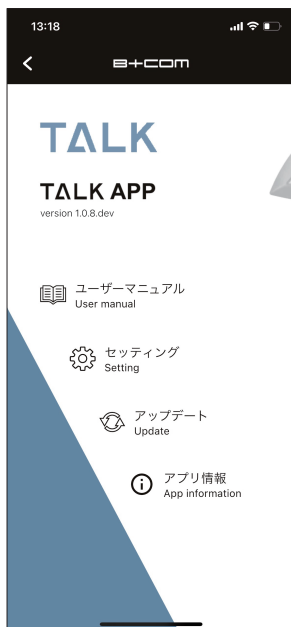 13:18
B+COM
TALK
TALK APP
version 1.0.8.dev
ユーザーマニュアル
User manual
セッティング
Setting
アップデート
Update
アプリ情報
App information